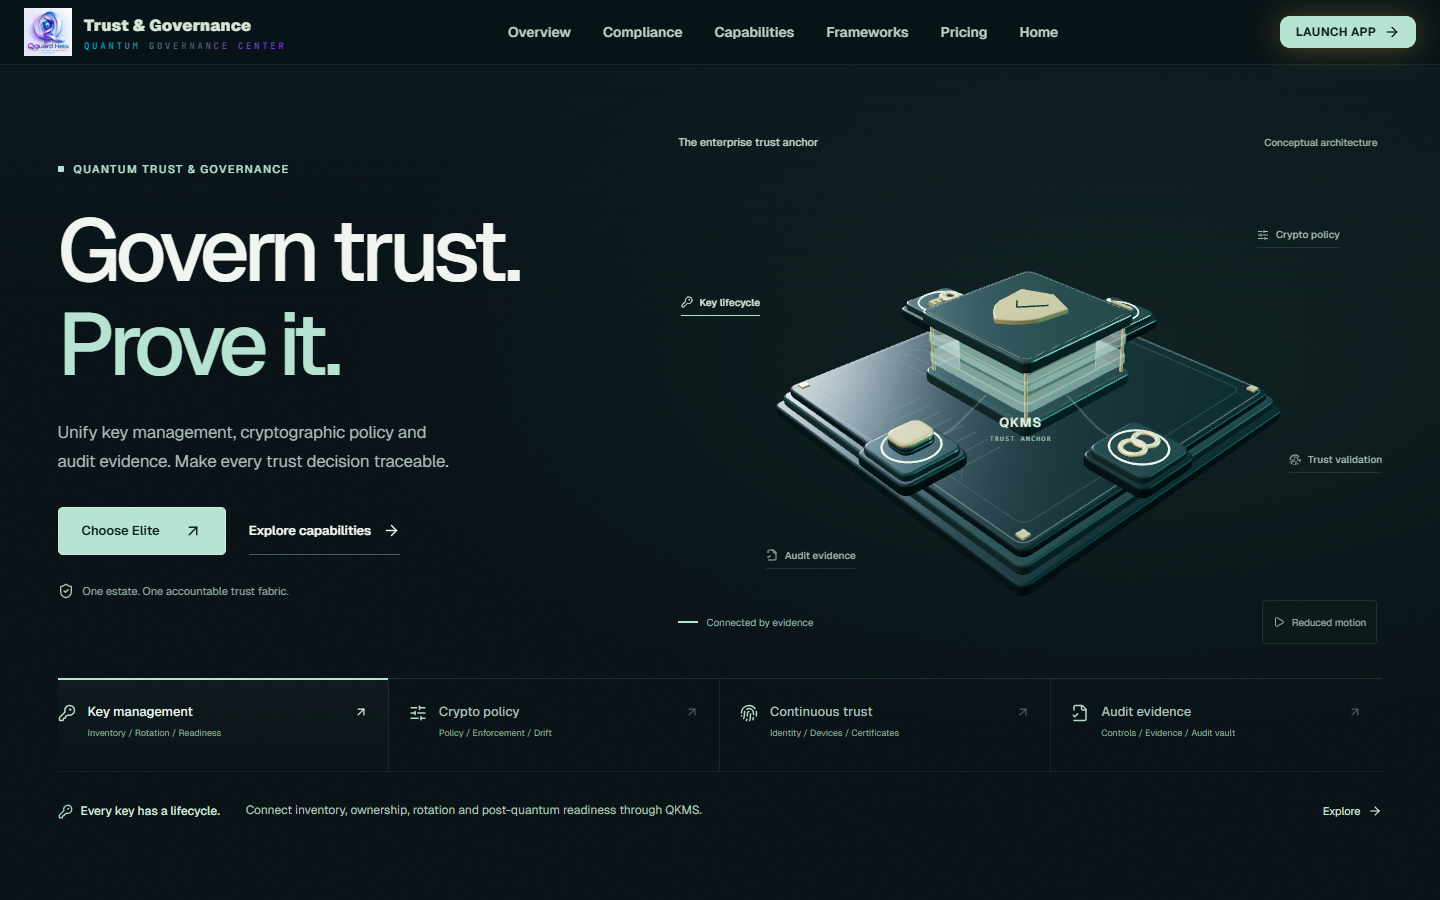 Qguard Helix
Trust & Governance
QUANTUM GOVERNANCE CENTER
Overview
Compliance
Capabilities
Frameworks
Pricing
Home
LAUNCH APP
QUANTUM TRUST & GOVERNANCE
Govern trust.
Prove it.
Unify key management, cryptographic policy and
audit evidence. Make every trust decision traceable.
Choose Elite
Explore capabilities
One estate. One accountable trust fabric.
The enterprise trust anchor
Conceptual architecture
Crypto policy
Key lifecycle
QKMS
TRUST ANCHOR
Trust validation
Audit evidence
Connected by evidence
Reduced motion
Key management
Inventory / Rotation / Readiness
Crypto policy
Policy / Enforcement / Drift
Continuous trust
Identity / Devices / Certificates
Audit evidence
Controls / Evidence / Audit vault
Every key has a lifecycle.
Connect inventory, ownership, rotation and post-quantum readiness through QKMS.
Explore